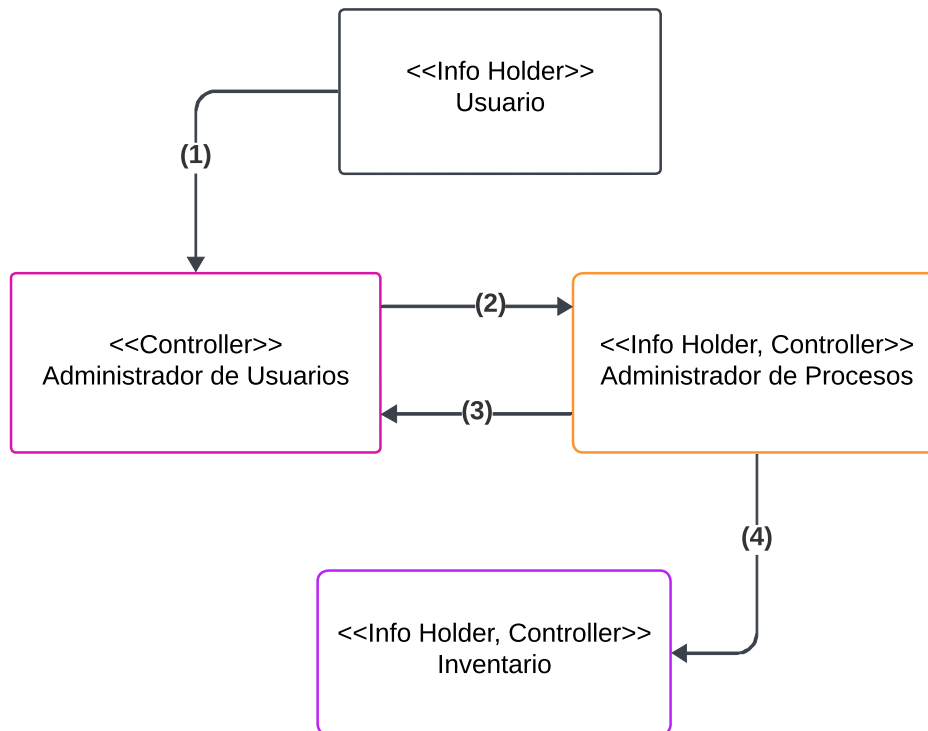 <<Info Holder>>
Usuario
(1)
(2)
<<Controller>>
Administrador de Usuarios
<<Info Holder, Controller>>
Administrador de Procesos
(3)
(4)
<<Info Holder, Controller>>
Inventario